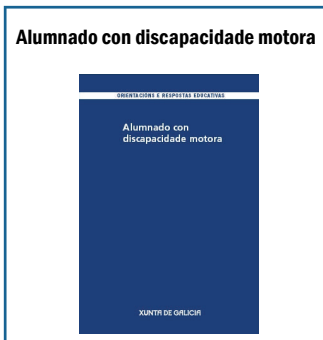 Alumnado con discapacidade motora
ORIENTACIÓNS E RESPOSTAS EDUCATIVAS
Alumnado con
discapacidade motora
XUNTA DE GALICIA